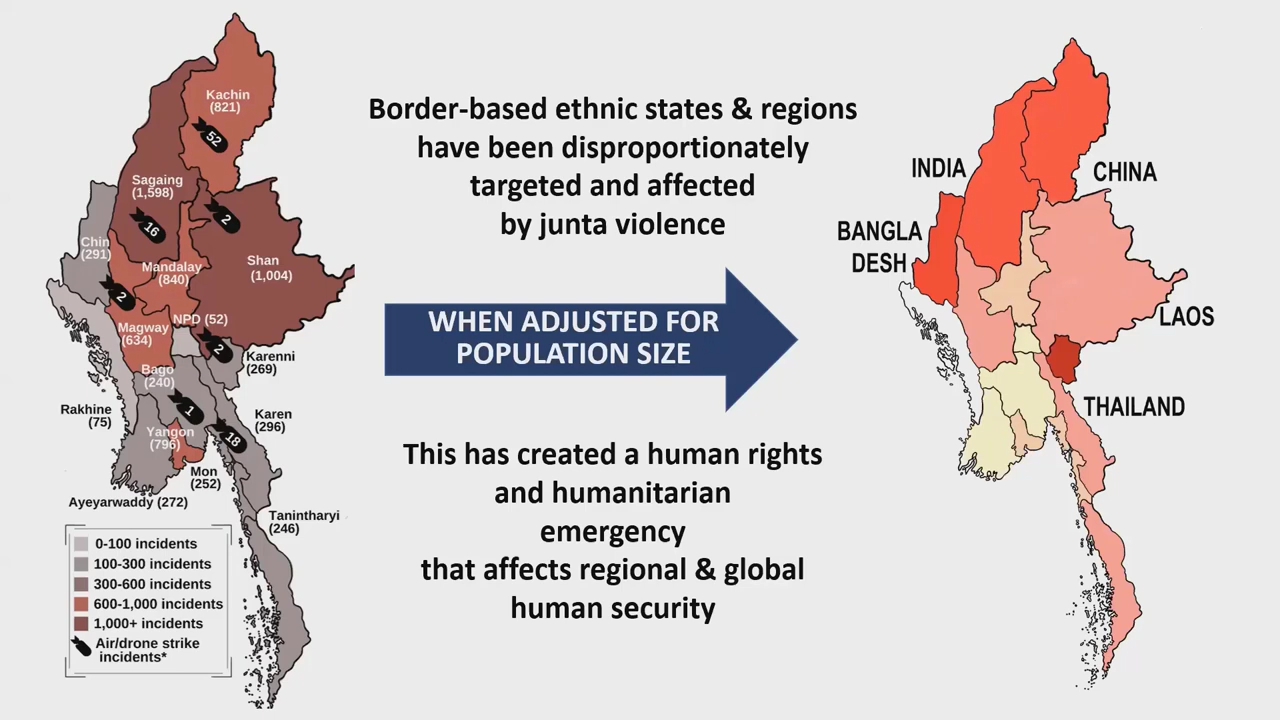 Kachin
(821)
52
Sagaing
(1,598)
16
2
Chin
(291)
Mandalay
(840)
Shan
(1,004)
2
Magway
(634)
NPD (52)
2
Karenni
(269)
Bago
(240)
1
Rakhine
(75)
Karen
(296)
Yangon
(796)
18
Mon
(252)
Ayeyarwaddy (272)
Tanintharyi
(246)
0-100 incidents
100-300 incidents
300-600 incidents
600-1,000 incidents
1,000+ incidents
Air/drone strike
incidents*
Border-based ethnic states & regions
have been disproportionately
targeted and affected
by junta violence
WHEN ADJUSTED FOR
POPULATION SIZE
This has created a human rights
and humanitarian
emergency
that affects regional & global
human security
INDIA
CHINA
BANGLA
DESH
LAOS
THAILAND